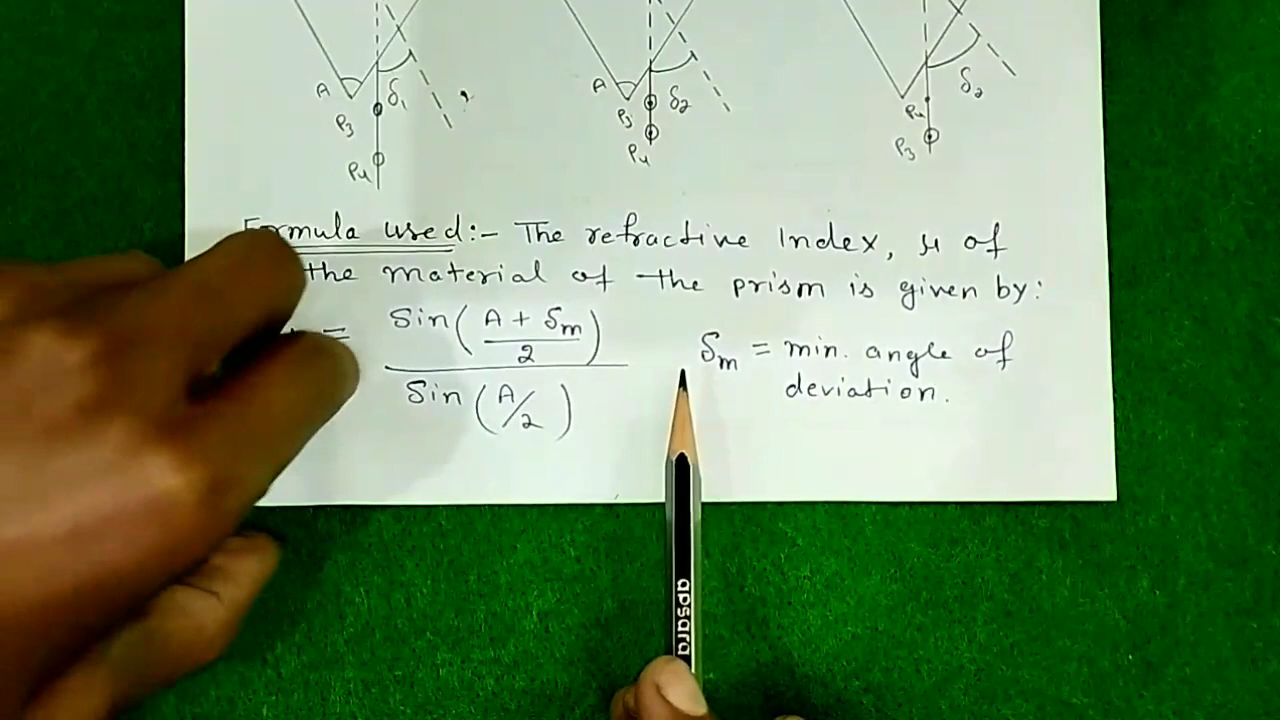 A δ₁ A δ₂ δ₂
P₃ P₃ P₄
P₄ P₄ P₃
Formula used:- The refractive Index, μ of
the material of the prism is given by:
= Sin(A + δm / 2) / Sin(A/2)
δm = min. angle of
deviation.
apsara